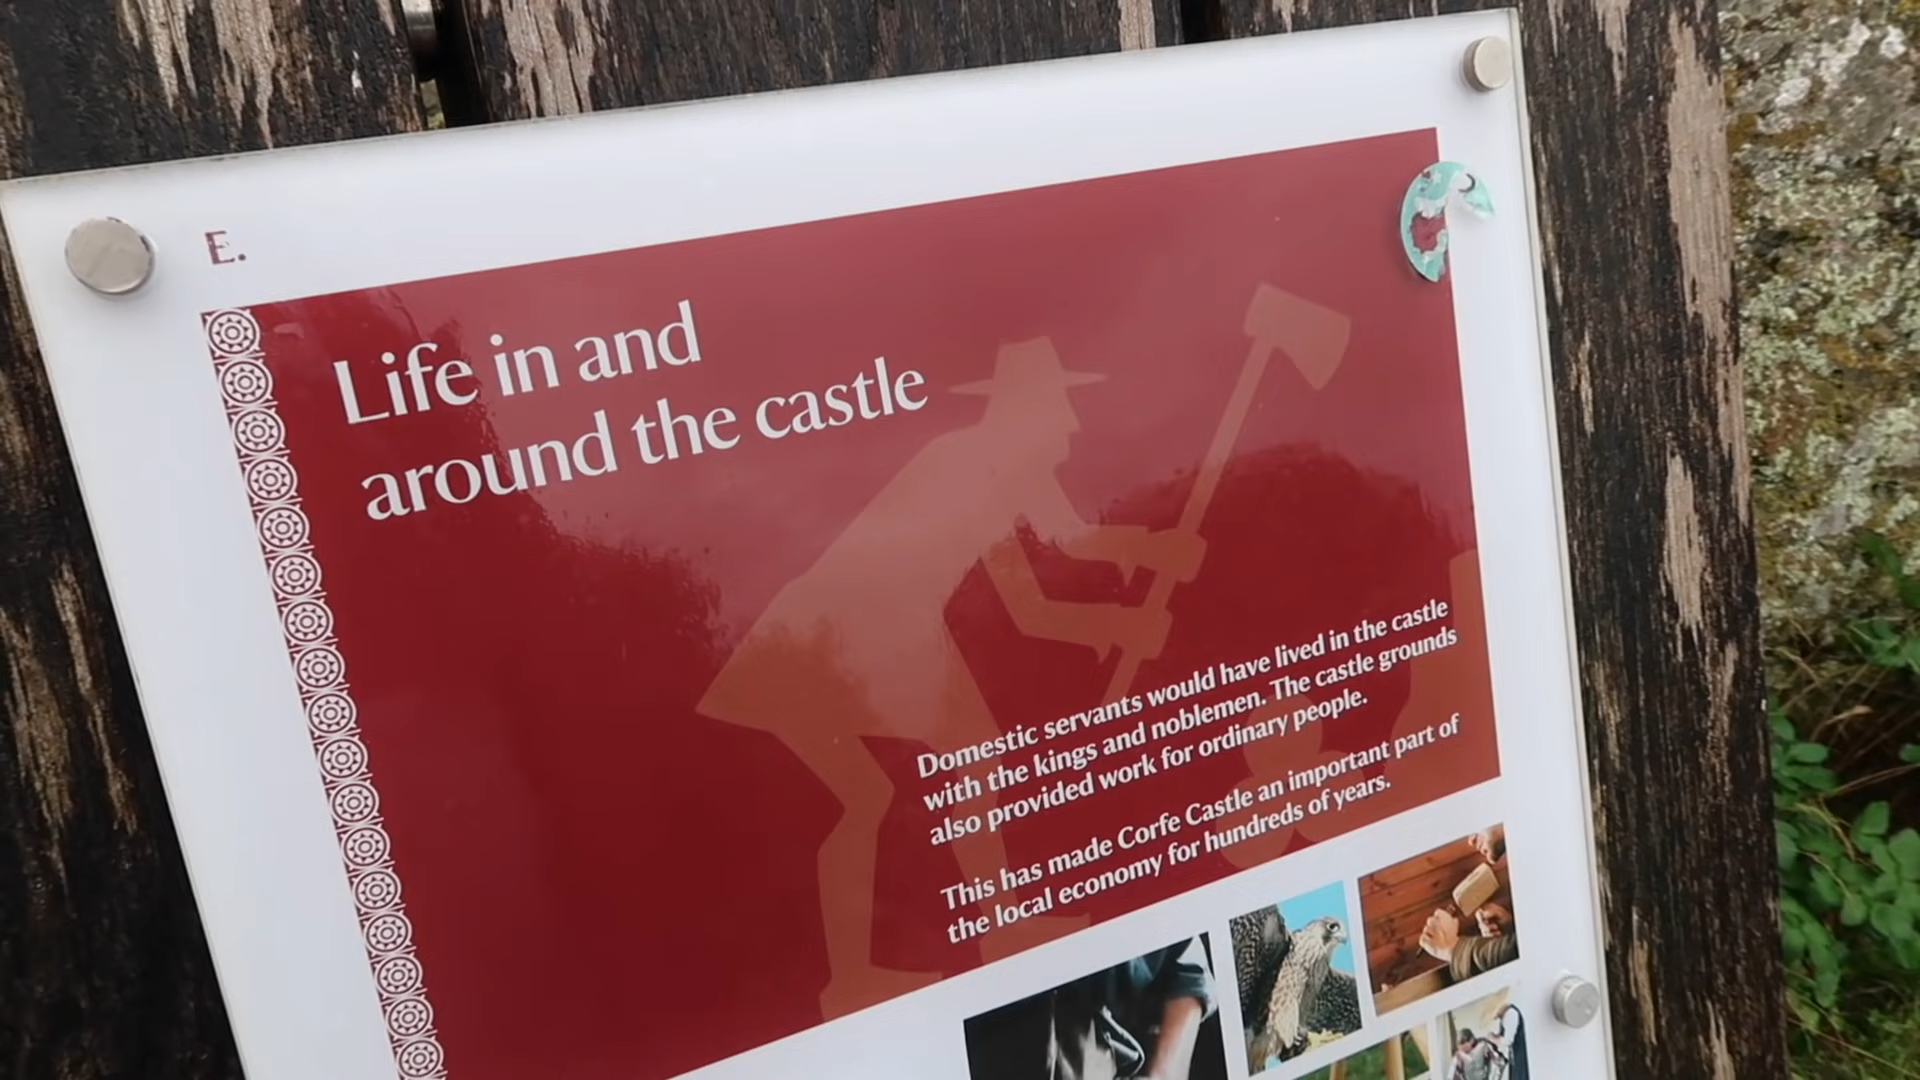 E.
Life in and
around the castle
Domestic servants would have lived in the castle
with the kings and noblemen. The castle grounds
also provided work for ordinary people.
This has made Corfe Castle an important part of
the local economy for hundreds of years.